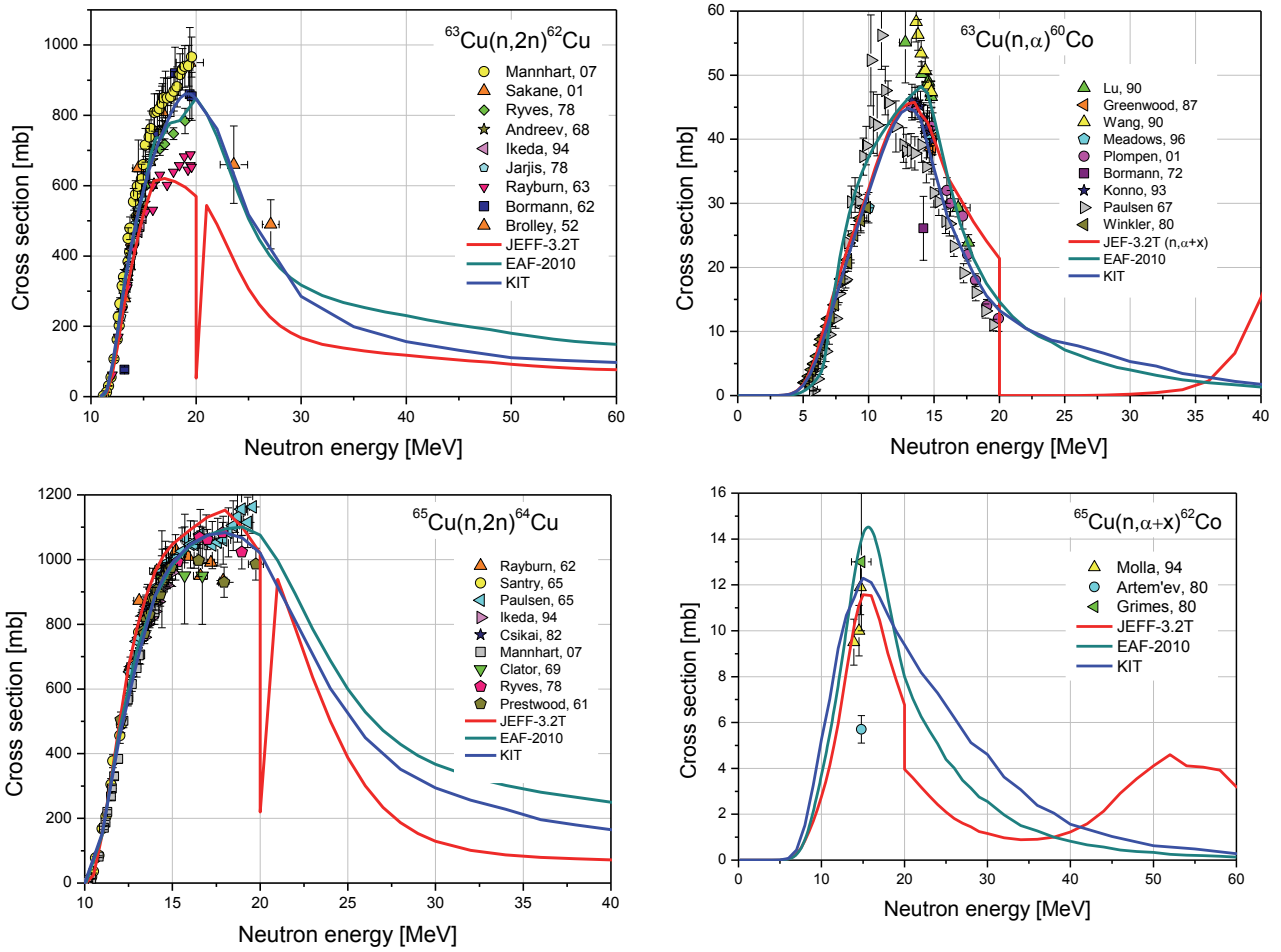 ⁶³Cu(n,2n)⁶²Cu
Mannhart, 07
Sakane, 01
Ryves, 78
Andreev, 68
Ikeda, 94
Jarjis, 78
Rayburn, 63
Bormann, 62
Brolley, 52
JEFF-3.2T
EAF-2010
KIT
Cross section [mb]
1000
800
600
400
200
0
10 20 30 40 50 60
Neutron energy [MeV]
⁶³Cu(n,α)⁶⁰Co
Lu, 90
Greenwood, 87
Wang, 90
Meadows, 96
Plompen, 01
Bormann, 72
Konno, 93
Paulsen 67
Winkler, 80
JEF-3.2T (n,α+x)
EAF-2010
KIT
Cross section [mb]
60
50
40
30
20
10
0
0 5 10 15 20 25 30 35 40
Neutron energy [MeV]
⁶⁵Cu(n,2n)⁶⁴Cu
Rayburn, 62
Santry, 65
Paulsen, 65
Ikeda, 94
Csikai, 82
Mannhart, 07
Clator, 69
Ryves, 78
Prestwood, 61
JEFF-3.2T
EAF-2010
KIT
Cross section [mb]
1200
1000
800
600
400
200
0
10 15 20 25 30 35 40
Neutron energy [MeV]
⁶⁵Cu(n,α+x)⁶²Co
Molla, 94
Artem'ev, 80
Grimes, 80
JEFF-3.2T
EAF-2010
KIT
Cross section [mb]
16
14
12
10
8
6
4
2
0
0 10 20 30 40 50 60
Neutron energy [MeV]